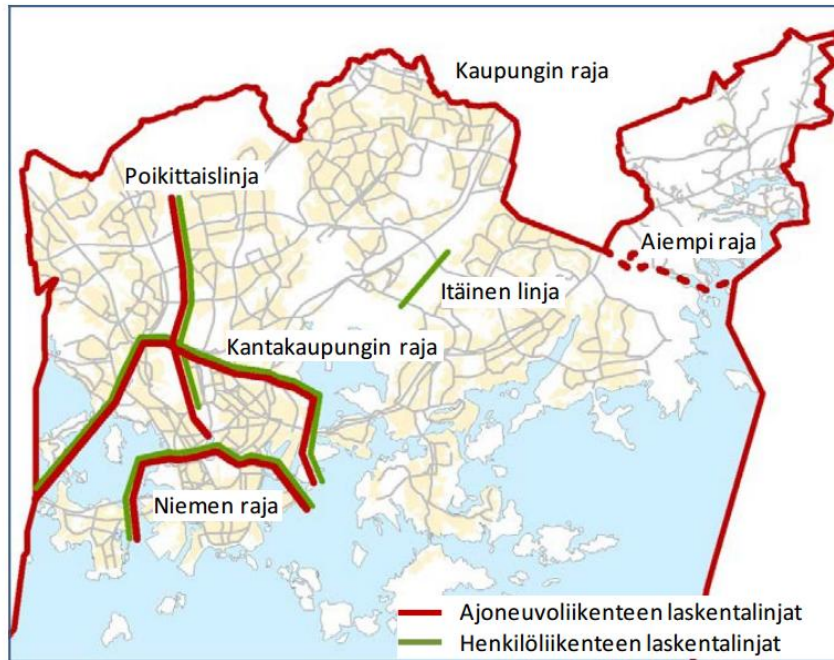 Kaupungin raja
Poikittaislinja
Aiempi raja
Itäinen linja
Kantakaupungin raja
Niemen raja
Ajoneuvoliikenteen laskentalinjat
Henkilöliikenteen laskentalinjat